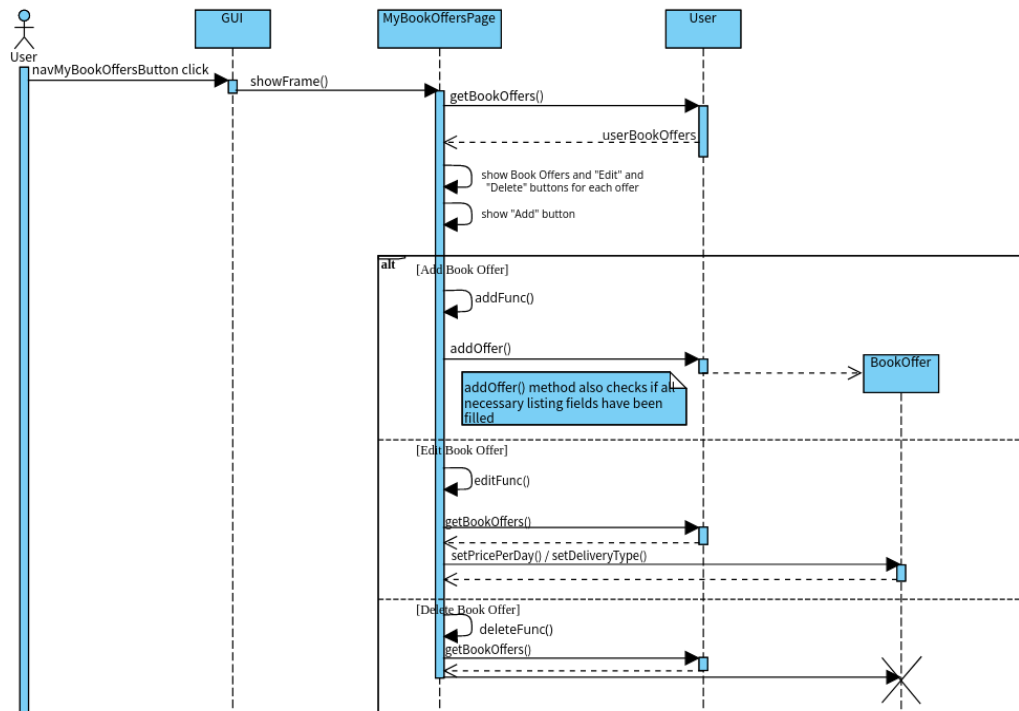 GUI
MyBookOffersPage
User
User
navMyBookOffersButton click
showFrame()
getBookOffers()
userBookOffers
show Book Offers and "Edit" and
"Delete" buttons for each offer
show "Add" button
alt
[Add Book Offer]
addFunc()
addOffer()
BookOffer
addOffer() method also checks if all
necessary listing fields have been
filled
[Edit Book Offer]
editFunc()
getBookOffers()
setPricePerDay() / setDeliveryType()
[Delete Book Offer]
deleteFunc()
getBookOffers()